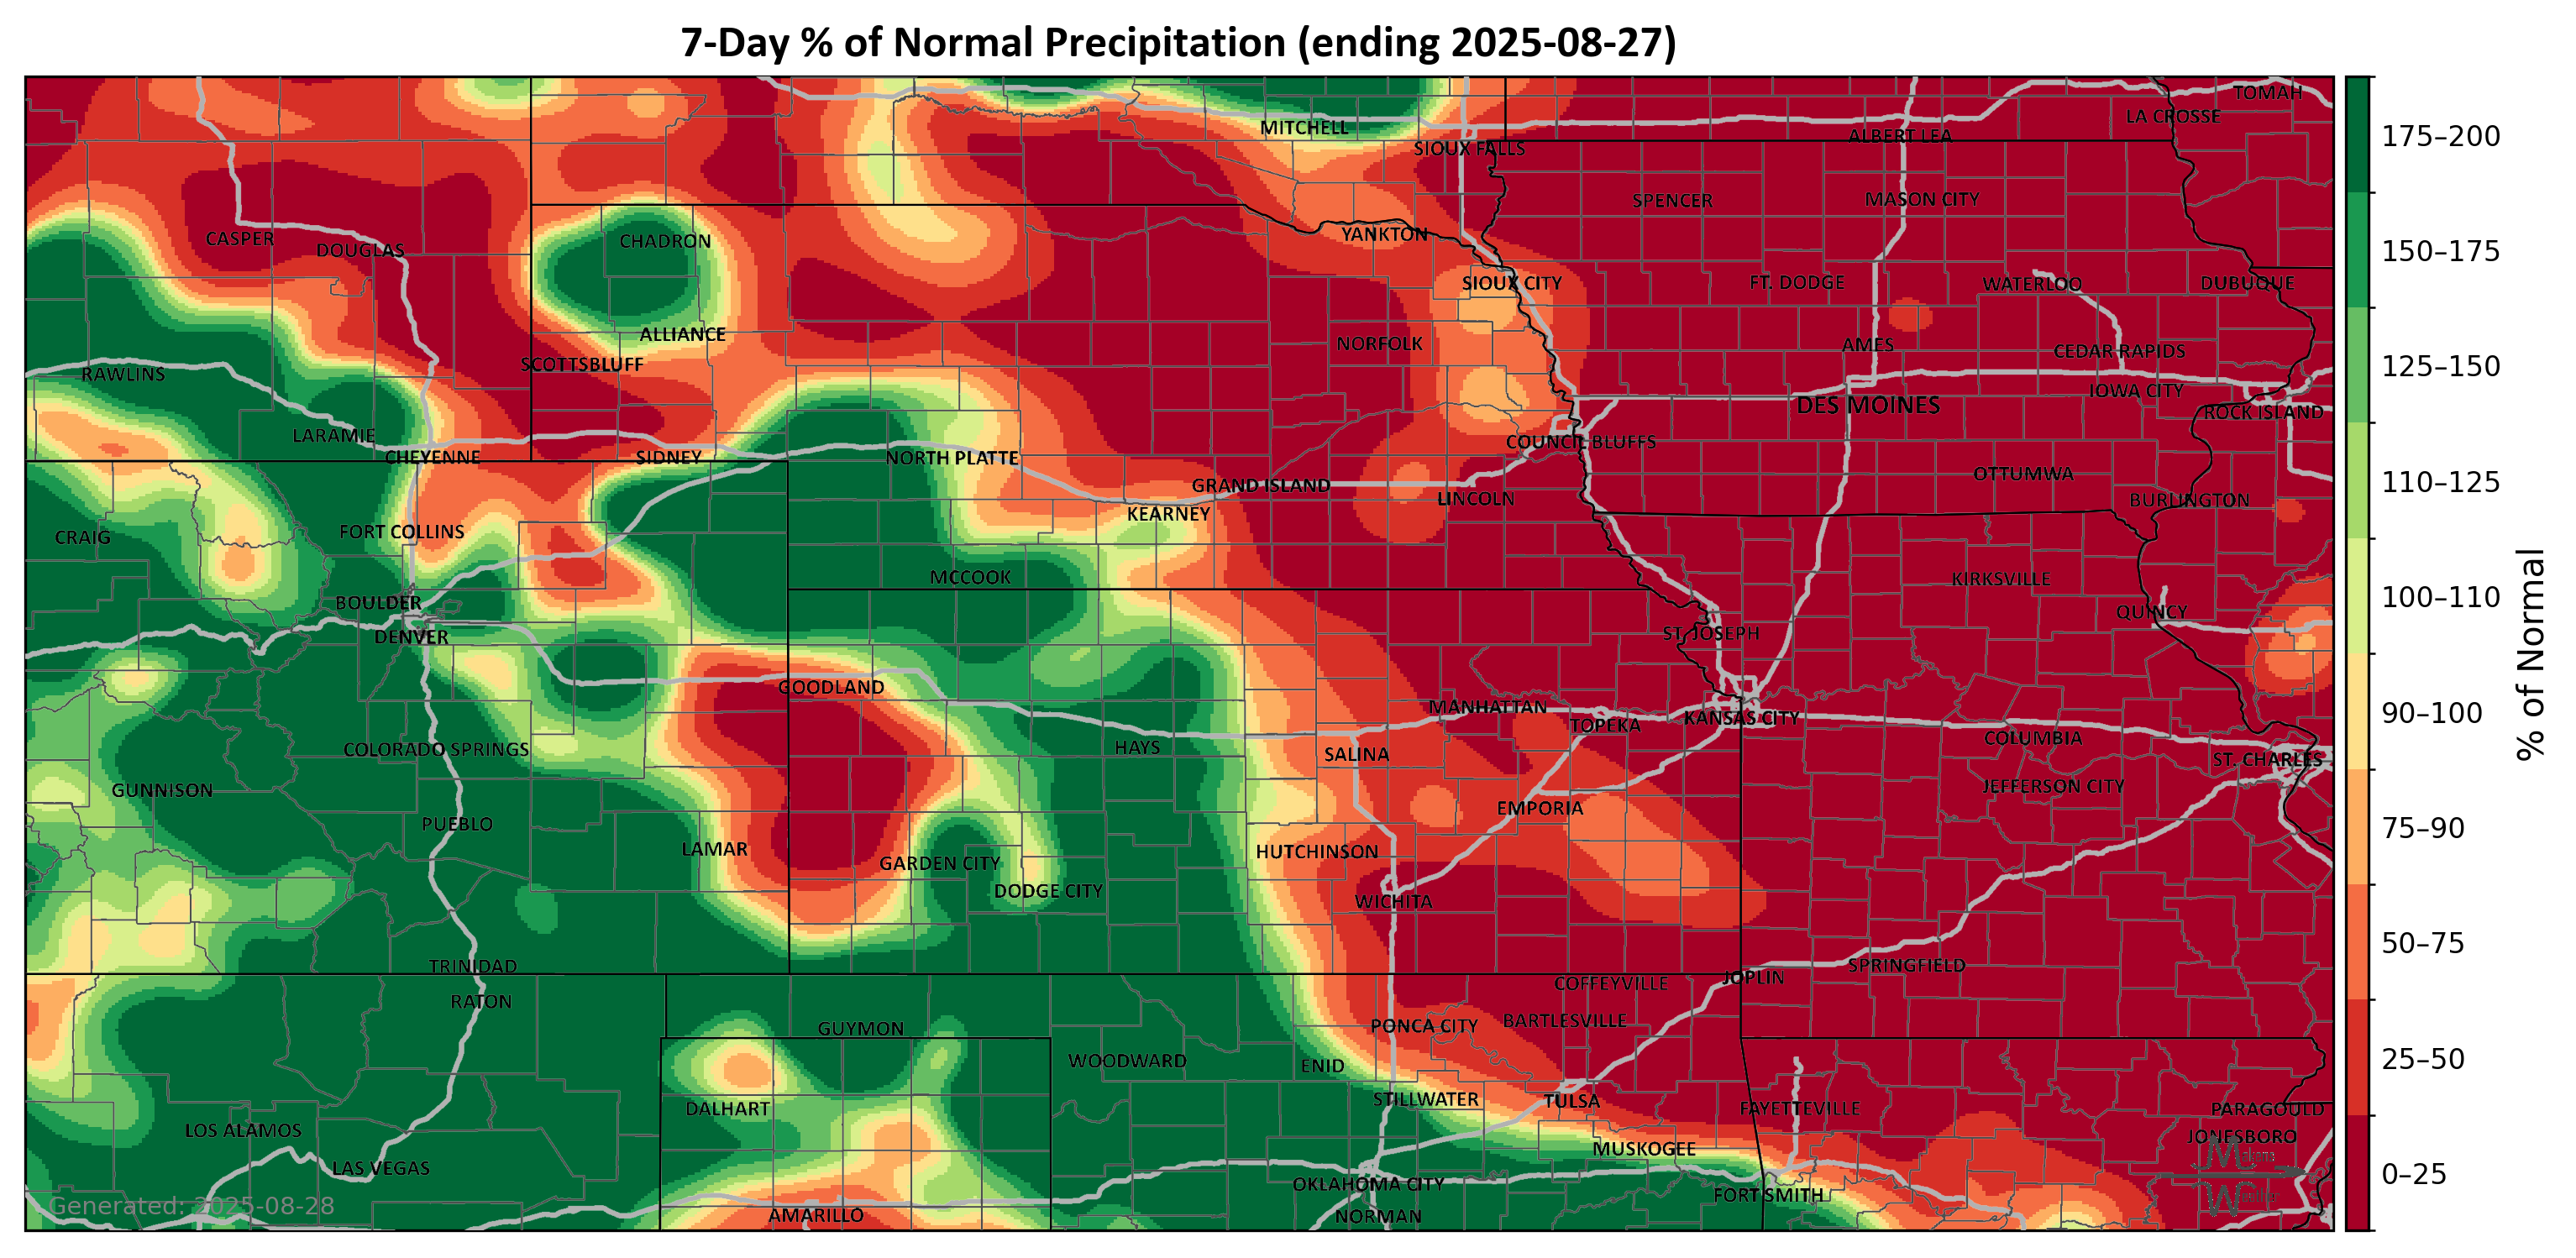 7-Day % of Normal Precipitation (ending 2025-08-27)
TOMAH
LA CROSSE
MITCHELL
ALBERT LEA
SIOUX FALLS
SPENCER
MASON CITY
YANKTON
CASPER
CHADRON
DOUGLAS
SIOUX CITY
FT. DODGE
WATERLOO
DUBUQUE
ALLIANCE
NORFOLK
AMES
CEDAR RAPIDS
SCOTTSBLUFF
RAWLINS
IOWA CITY
DES MOINES
ROCK ISLAND
LARAMIE
COUNCIL BLUFFS
CHEYENNE
SIDNEY
NORTH PLATTE
OTTUMWA
GRAND ISLAND
LINCOLN
BURLINGTON
KEARNEY
CRAIG
FORT COLLINS
MCCOOK
KIRKSVILLE
BOULDER
QUINCY
DENVER
ST. JOSEPH
GOODLAND
MANHATTAN
TOPEKA
KANSAS CITY
COLUMBIA
COLORADO SPRINGS
HAYS
SALINA
ST. CHARLES
GUNNISON
JEFFERSON CITY
EMPORIA
PUEBLO
LAMAR
HUTCHINSON
GARDEN CITY
DODGE CITY
WICHITA
TRINIDAD
SPRINGFIELD
JOPLIN
COFFEYVILLE
RATON
GUYMON
PONCA CITY
BARTLESVILLE
WOODWARD
ENID
STILLWATER
TULSA
DALHART
FAYETTEVILLE
PARAGOULD
LOS ALAMOS
JONESBORO
MUSKOGEE
LAS VEGAS
OKLAHOMA CITY
FORT SMITH
AMARILLO
NORMAN
Generated: 2025-08-28
175–200
150–175
125–150
110–125
100–110
90–100
75–90
50–75
25–50
0–25
% of Normal